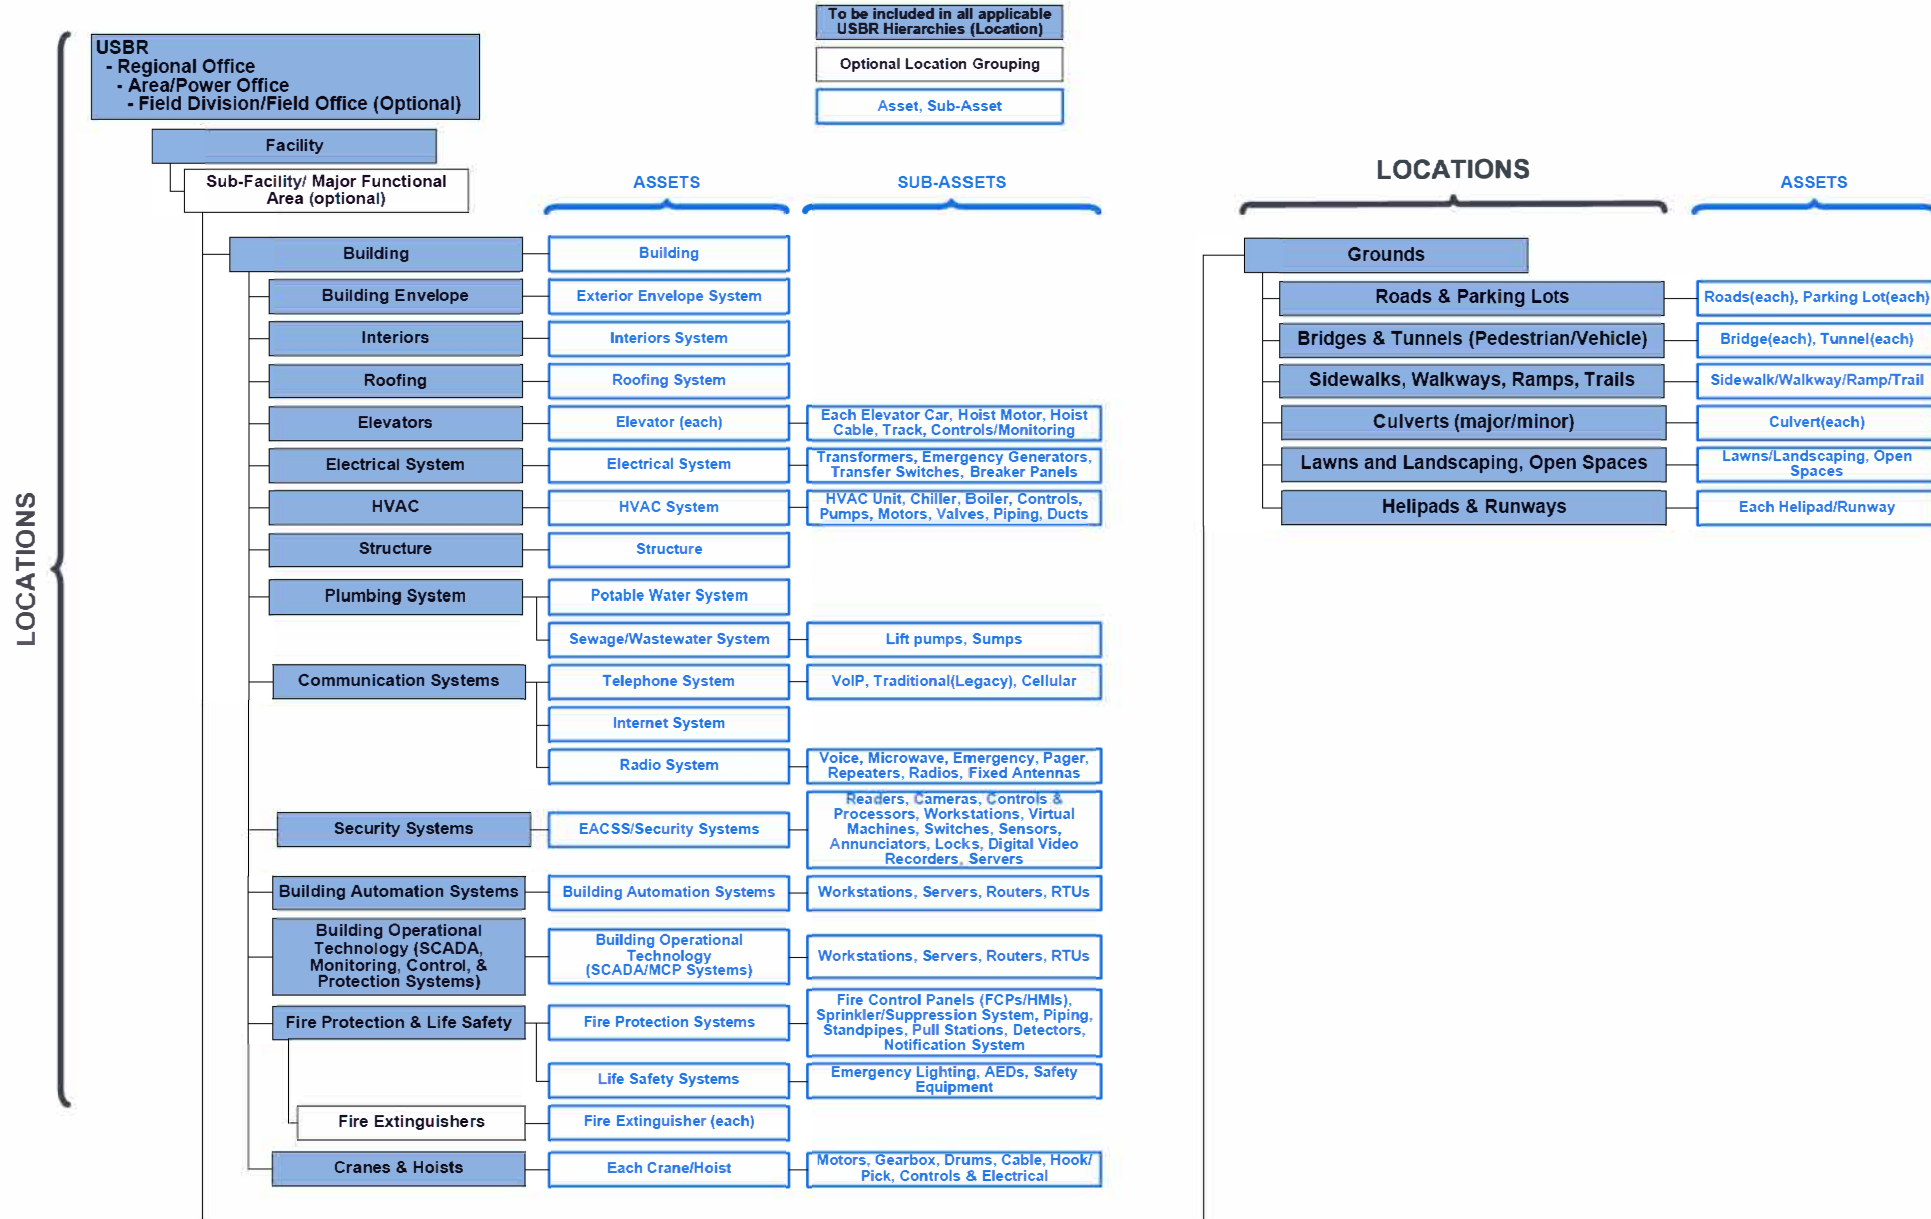 To be included in all applicable
USBR Hierarchies (Location)
Optional Location Grouping
Asset, Sub-Asset
USBR
- Regional Office
- Area/Power Office
- Field Division/Field Office (Optional)
Facility
Sub-Facility/ Major Functional
Area (optional)
LOCATIONS
ASSETS
SUB-ASSETS
Building
Building
Building Envelope
Exterior Envelope System
Interiors
Interiors System
Roofing
Roofing System
Elevators
Elevator (each)
Each Elevator Car, Hoist Motor, Hoist
Cable, Track, Controls/Monitoring
Electrical System
Electrical System
Transformers, Emergency Generators,
Transfer Switches, Breaker Panels
HVAC
HVAC System
HVAC Unit, Chiller, Boiler, Controls,
Pumps, Motors, Valves, Piping, Ducts
Structure
Structure
Plumbing System
Potable Water System
Sewage/Wastewater System
Lift pumps, Sumps
Communication Systems
Telephone System
VoIP, Traditional(Legacy), Cellular
Internet System
Radio System
Voice, Microwave, Emergency, Pager,
Repeaters, Radios, Fixed Antennas
Security Systems
EACSS/Security Systems
Readers, Cameras, Controls &
Processors, Workstations, Virtual
Machines, Switches, Sensors,
Annunciators, Locks, Digital Video
Recorders, Servers
Building Automation Systems
Building Automation Systems
Workstations, Servers, Routers, RTUs
Building Operational
Technology (SCADA,
Monitoring, Control, &
Protection Systems)
Building Operational
Technology
(SCADA/MCP Systems)
Workstations, Servers, Routers, RTUs
Fire Protection & Life Safety
Fire Protection Systems
Fire Control Panels (FCPs/HMIs),
Sprinkler/Suppression System, Piping,
Standpipes, Pull Stations, Detectors,
Notification System
Life Safety Systems
Emergency Lighting, AEDs, Safety
Equipment
Fire Extinguishers
Fire Extinguisher (each)
Cranes & Hoists
Each Crane/Hoist
Motors, Gearbox, Drums, Cable, Hook/
Pick, Controls & Electrical
LOCATIONS
ASSETS
Grounds
Roads & Parking Lots
Roads(each), Parking Lot(each)
Bridges & Tunnels (Pedestrian/Vehicle)
Bridge(each), Tunnel(each)
Sidewalks, Walkways, Ramps, Trails
Sidewalk/Walkway/Ramp/Trail
Culverts (major/minor)
Culvert(each)
Lawns and Landscaping, Open Spaces
Lawns/Landscaping, Open
Spaces
Helipads & Runways
Each Helipad/Runway